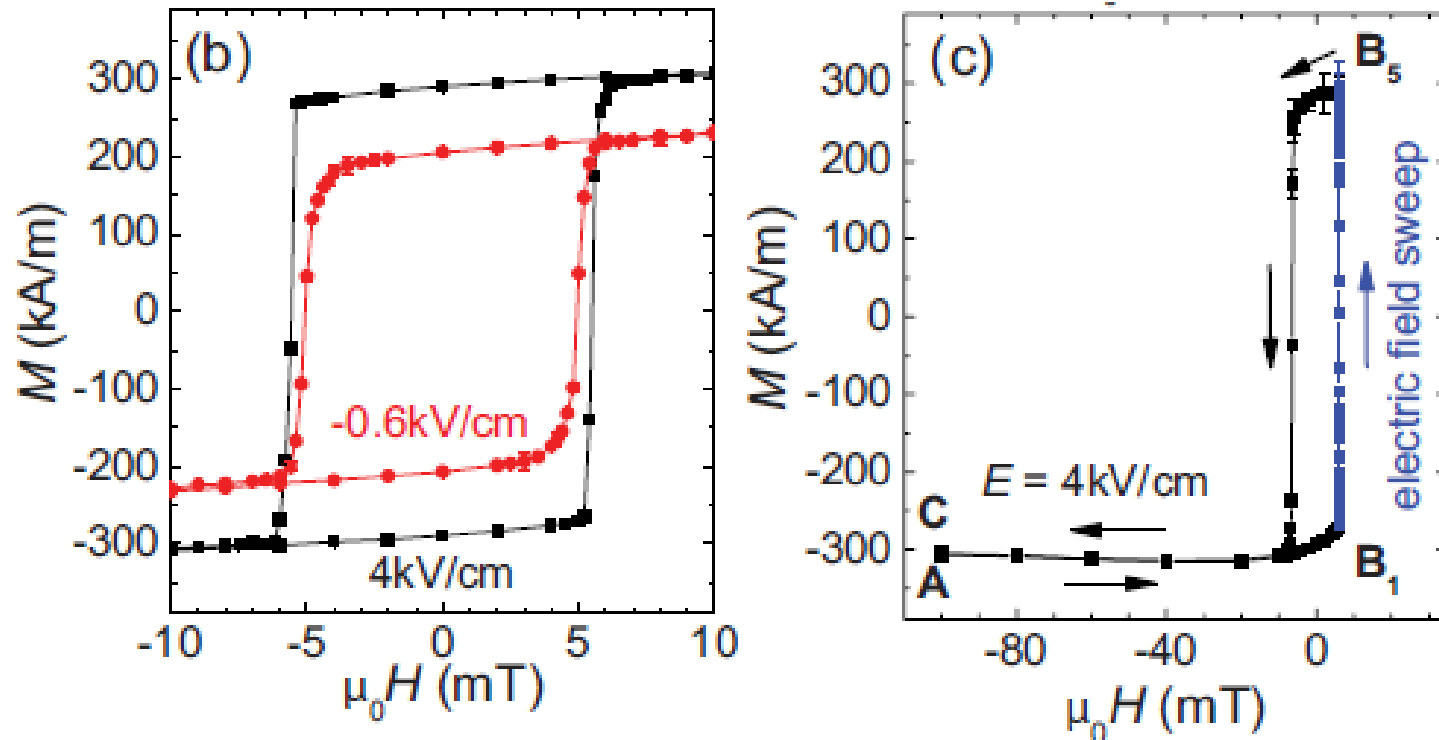 (b)
300
200
100
0
-100
-200
-300
M (kA/m)
-0.6kV/cm
4kV/cm
-10
-5
0
5
10
μ₀H (mT)
(c)
B₅
300
200
100
0
-100
-200
-300
M (kA/m)
electric field sweep
E = 4kV/cm
C
A
B₁
-80
-40
0
μ₀H (mT)